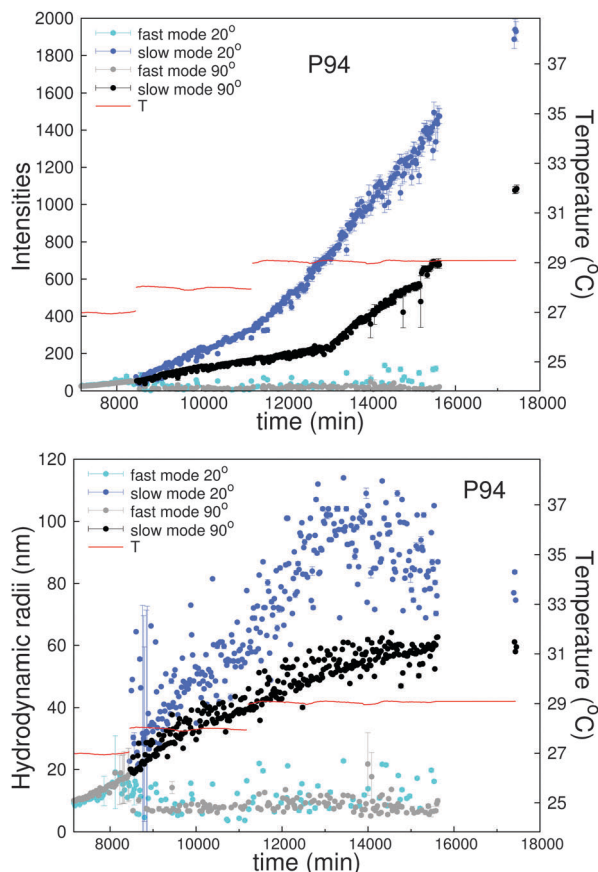 P94
fast mode 20°
slow mode 20°
fast mode 90°
slow mode 90°
T
Intensities
2000
1800
1600
1400
1200
1000
800
600
400
200
0
37
35
33
31
29
27
25
Temperature (°C)
8000 10000 12000 14000 16000 18000
time (min)
P94
fast mode 20°
slow mode 20°
fast mode 90°
slow mode 90°
T
Hydrodynamic radii (nm)
120
100
80
60
40
20
0
37
35
33
31
29
27
25
Temperature (°C)
8000 10000 12000 14000 16000 18000
time (min)